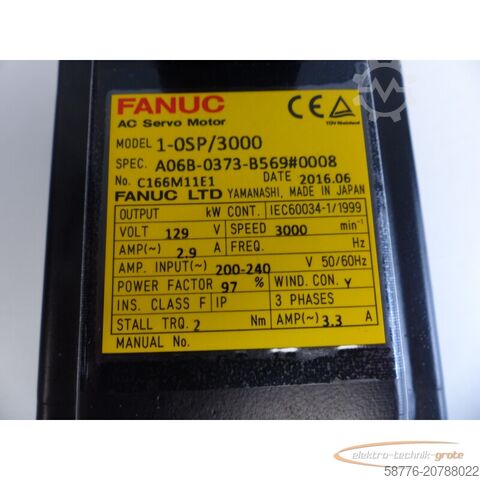 FANUC
AC Servo Motor
CE
TÜV Rheinland
MODEL 1-0SP/3000
SPEC. A06B-0373-B569#0008
No. C166M11E1 DATE 2016.06
FANUC LTD YAMANASHI, MADE IN JAPAN
OUTPUT kW CONT. IEC60034-1/1999
VOLT 129 V SPEED 3000 min⁻¹
AMP(~) 2.9 A FREQ. Hz
AMP. INPUT(~) 200-240 V 50/60Hz
POWER FACTOR 97 % WIND. CON. Y
INS. CLASS F IP 3 PHASES
STALL TRQ. 2 Nm AMP(~) 3.3 A
MANUAL No.
elektro-technik-grote
58776-20788022